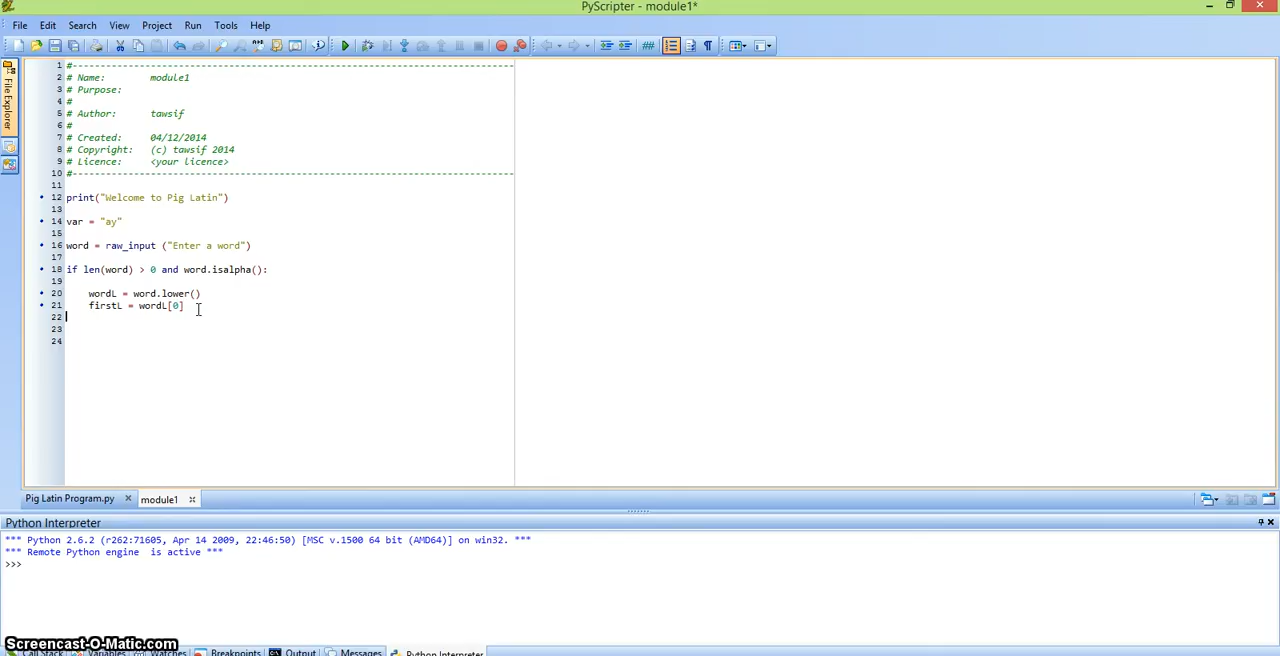 PyScripter - module1*
File Edit Search View Project Run Tools Help
File Explorer
1 #--------------------------------------------------------------------------------
2 # Name: module1
3 # Purpose:
4 #
5 # Author: tawsif
6 #
7 # Created: 04/12/2014
8 # Copyright: (c) tawsif 2014
9 # Licence: <your licence>
10 #--------------------------------------------------------------------------------
11
12 print("Welcome to Pig Latin")
13
14 var = "ay"
15
16 word = raw_input ("Enter a word")
17
18 if len(word) > 0 and word.isalpha():
19
20 wordL = word.lower()
21 firstL = wordL[0]
22
23
24
Pig Latin Program.py module1
Python Interpreter
*** Python 2.6.2 (r262:71605, Apr 14 2009, 22:46:50) [MSC v.1500 64 bit (AMD64)] on win32. ***
*** Remote Python engine is active ***
>>>
Screencast-O-Matic.com
Call Stack Variables Watches Breakpoints Output Messages Python Interpreter